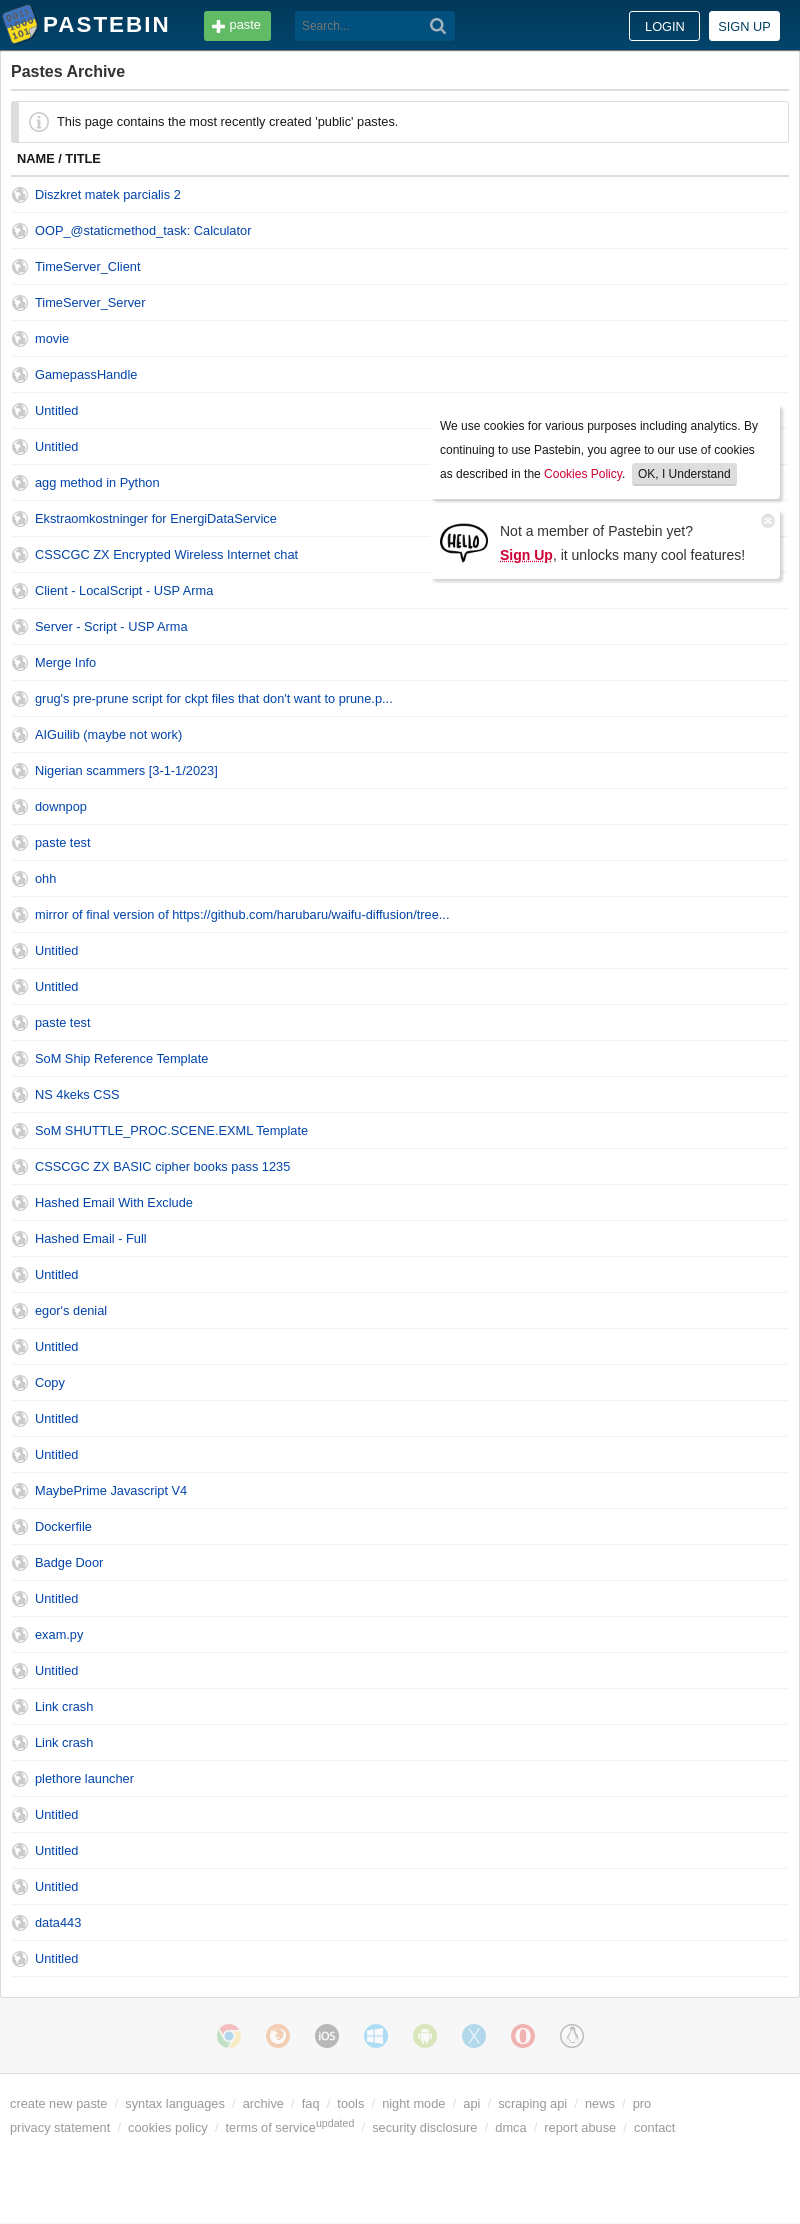 PASTEBIN paste Search... LOGIN SIGN UP
Pastes Archive
This page contains the most recently created 'public' pastes.
NAME / TITLE
Diszkret matek parcialis 2
OOP_@staticmethod_task: Calculator
TimeServer_Client
TimeServer_Server
movie
GamepassHandle
Untitled
Untitled
agg method in Python
Ekstraomkostninger for EnergiDataService
CSSCGC ZX Encrypted Wireless Internet chat
We use cookies for various purposes including analytics. By
continuing to use Pastebin, you agree to our use of cookies
as described in the Cookies Policy. OK, I Understand
HELLO
Not a member of Pastebin yet?
Sign Up, it unlocks many cool features!
Client - LocalScript - USP Arma
Server - Script - USP Arma
Merge Info
grug's pre-prune script for ckpt files that don't want to prune.p...
AIGuilib (maybe not work)
Nigerian scammers [3-1-1/2023]
downpop
paste test
ohh
mirror of final version of https://github.com/harubaru/waifu-diffusion/tree...
Untitled
Untitled
paste test
SoM Ship Reference Template
NS 4keks CSS
SoM SHUTTLE_PROC.SCENE.EXML Template
CSSCGC ZX BASIC cipher books pass 1235
Hashed Email With Exclude
Hashed Email - Full
Untitled
egor's denial
Untitled
Copy
Untitled
Untitled
MaybePrime Javascript V4
Dockerfile
Badge Door
Untitled
exam.py
Untitled
Link crash
Link crash
plethore launcher
Untitled
Untitled
Untitled
data443
Untitled
iOS
create new paste / syntax languages / archive / faq / tools / night mode / api / scraping api / news / pro
privacy statement / cookies policy / terms of service updated / security disclosure / dmca / report abuse / contact